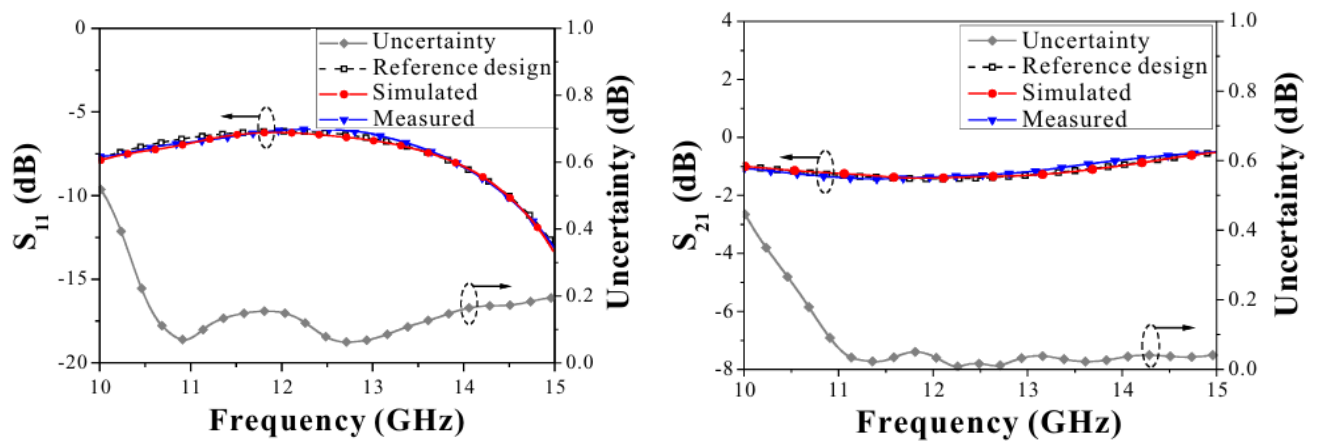 0
-5
-10
-15
-20
S11 (dB)
10 11 12 13 14 15
Frequency (GHz)
1.0
0.8
0.6
0.4
0.2
0.0
Uncertainty (dB)
Uncertainty
Reference design
Simulated
Measured
4
2
0
-2
-4
-6
-8
S21 (dB)
10 11 12 13 14 15
Frequency (GHz)
1.0
0.8
0.6
0.4
0.2
0.0
Uncertainty (dB)
Uncertainty
Reference design
Simulated
Measured